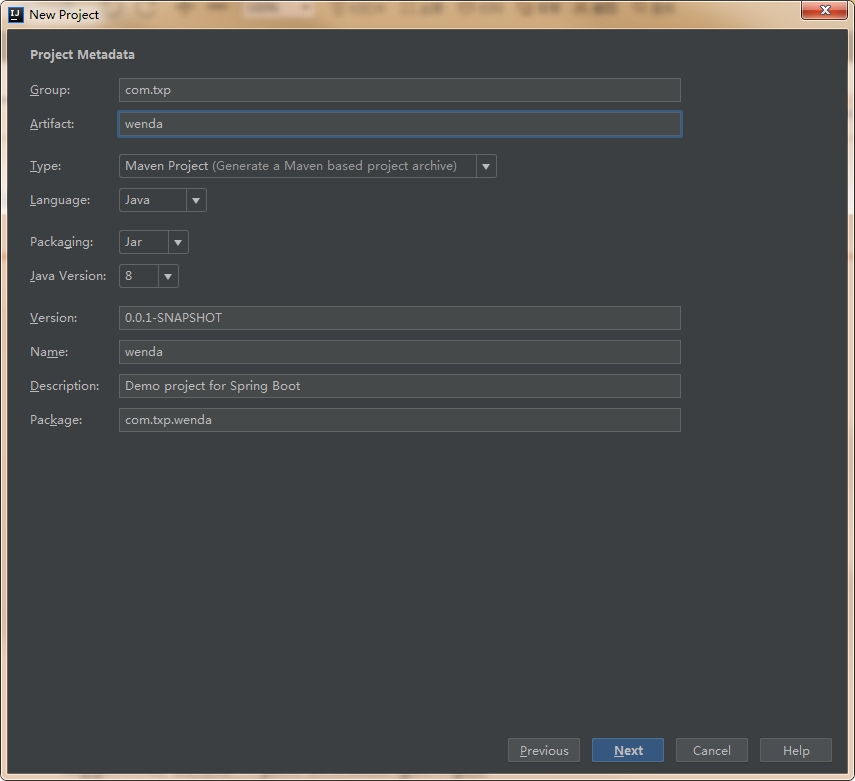 New Project
Project Metadata
Group: com.txp
Artifact: wenda
Type: Maven Project (Generate a Maven based project archive)
Language: Java
Packaging: Jar
Java Version: 8
Version: 0.0.1-SNAPSHOT
Name: wenda
Description: Demo project for Spring Boot
Package: com.txp.wenda
Previous Next Cancel Help